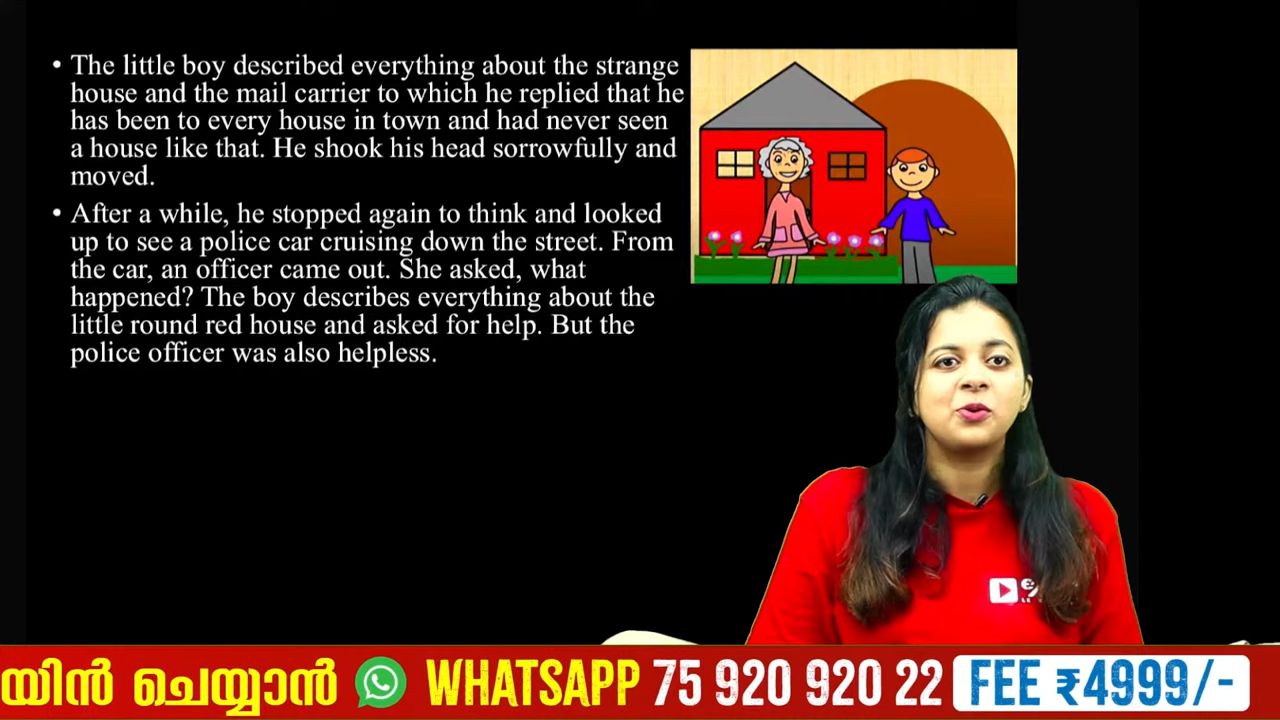 • The little boy described everything about the strange
house and the mail carrier to which he replied that he
has been to every house in town and had never seen
a house like that. He shook his head sorrowfully and
moved.
• After a while, he stopped again to think and looked
up to see a police car cruising down the street. From
the car, an officer came out. She asked, what
happened? The boy describes everything about the
little round red house and asked for help. But the
police officer was also helpless.
യിൻ ചെയ്യാൻ WHATSAPP 75 920 920 22 FEE ₹4999/-